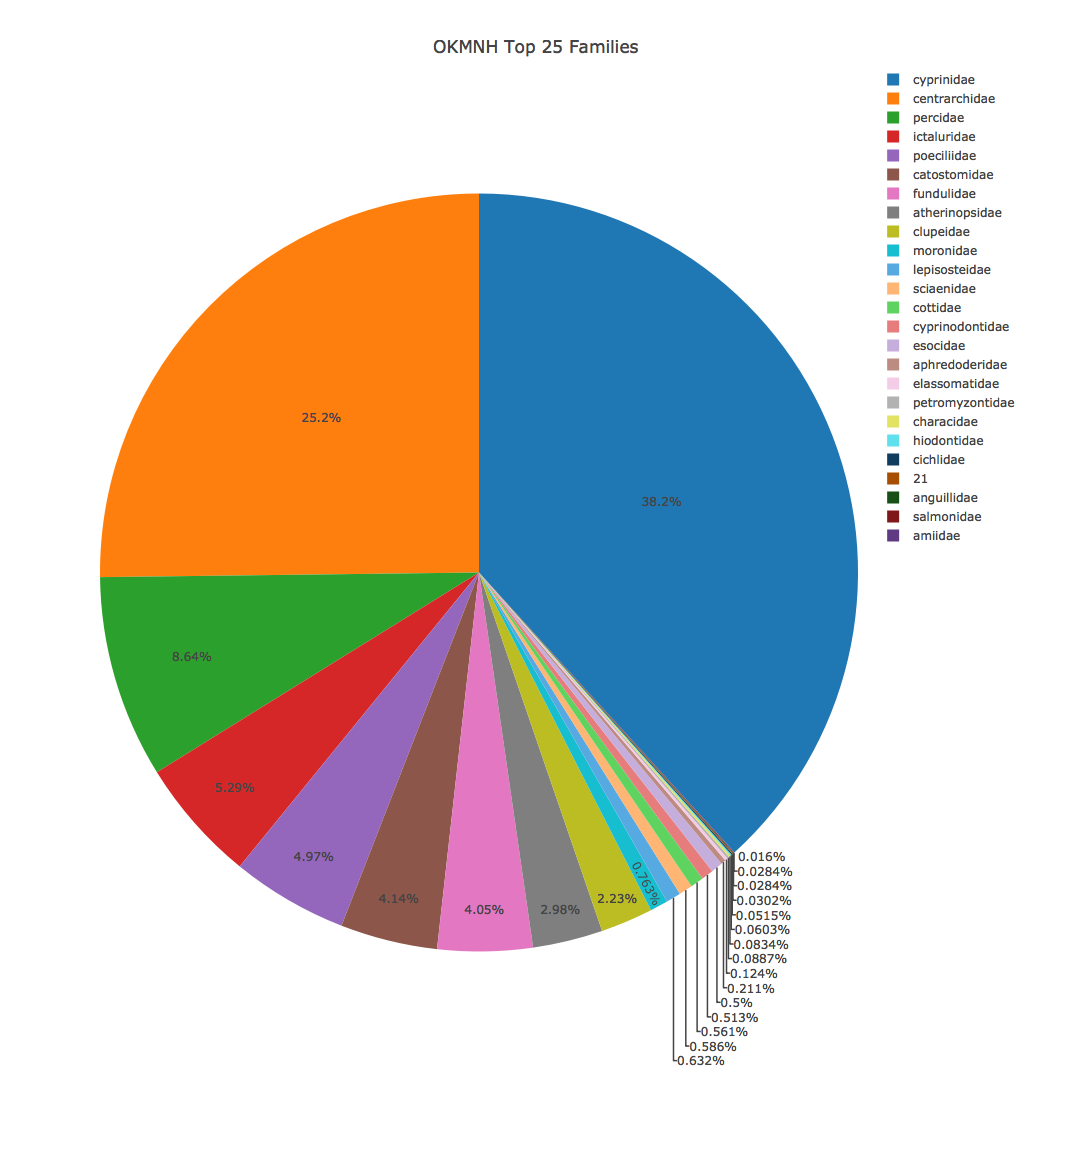 OKMNH Top 25 Families
cyprinidae
centrarchidae
percidae
ictaluridae
poeciliidae
catostomidae
fundulidae
atherinopsidae
clupeidae
moronidae
lepisosteidae
sciaenidae
cottidae
cyprinodontidae
esocidae
aphredoderidae
elassomatidae
petromyzontidae
characidae
hiodontidae
cichlidae
21
anguillidae
salmonidae
amiidae
25.2%
38.2%
8.64%
5.29%
4.97%
4.14%
4.05%
2.98%
2.23%
0.763%
0.016%
0.0284%
0.0284%
0.0302%
0.0515%
0.0603%
0.0834%
0.0887%
0.124%
0.211%
0.5%
0.513%
0.561%
0.586%
0.632%